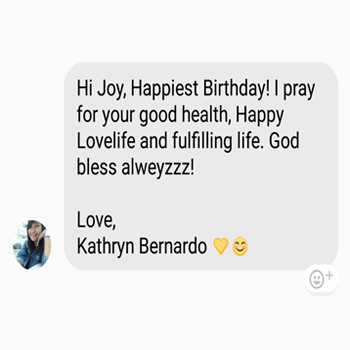 Hi Joy, Happiest Birthday! I pray
for your good health, Happy
Lovelife and fulfilling life. God
bless alweyzzz!
Love,
Kathryn Bernardo 💛😊